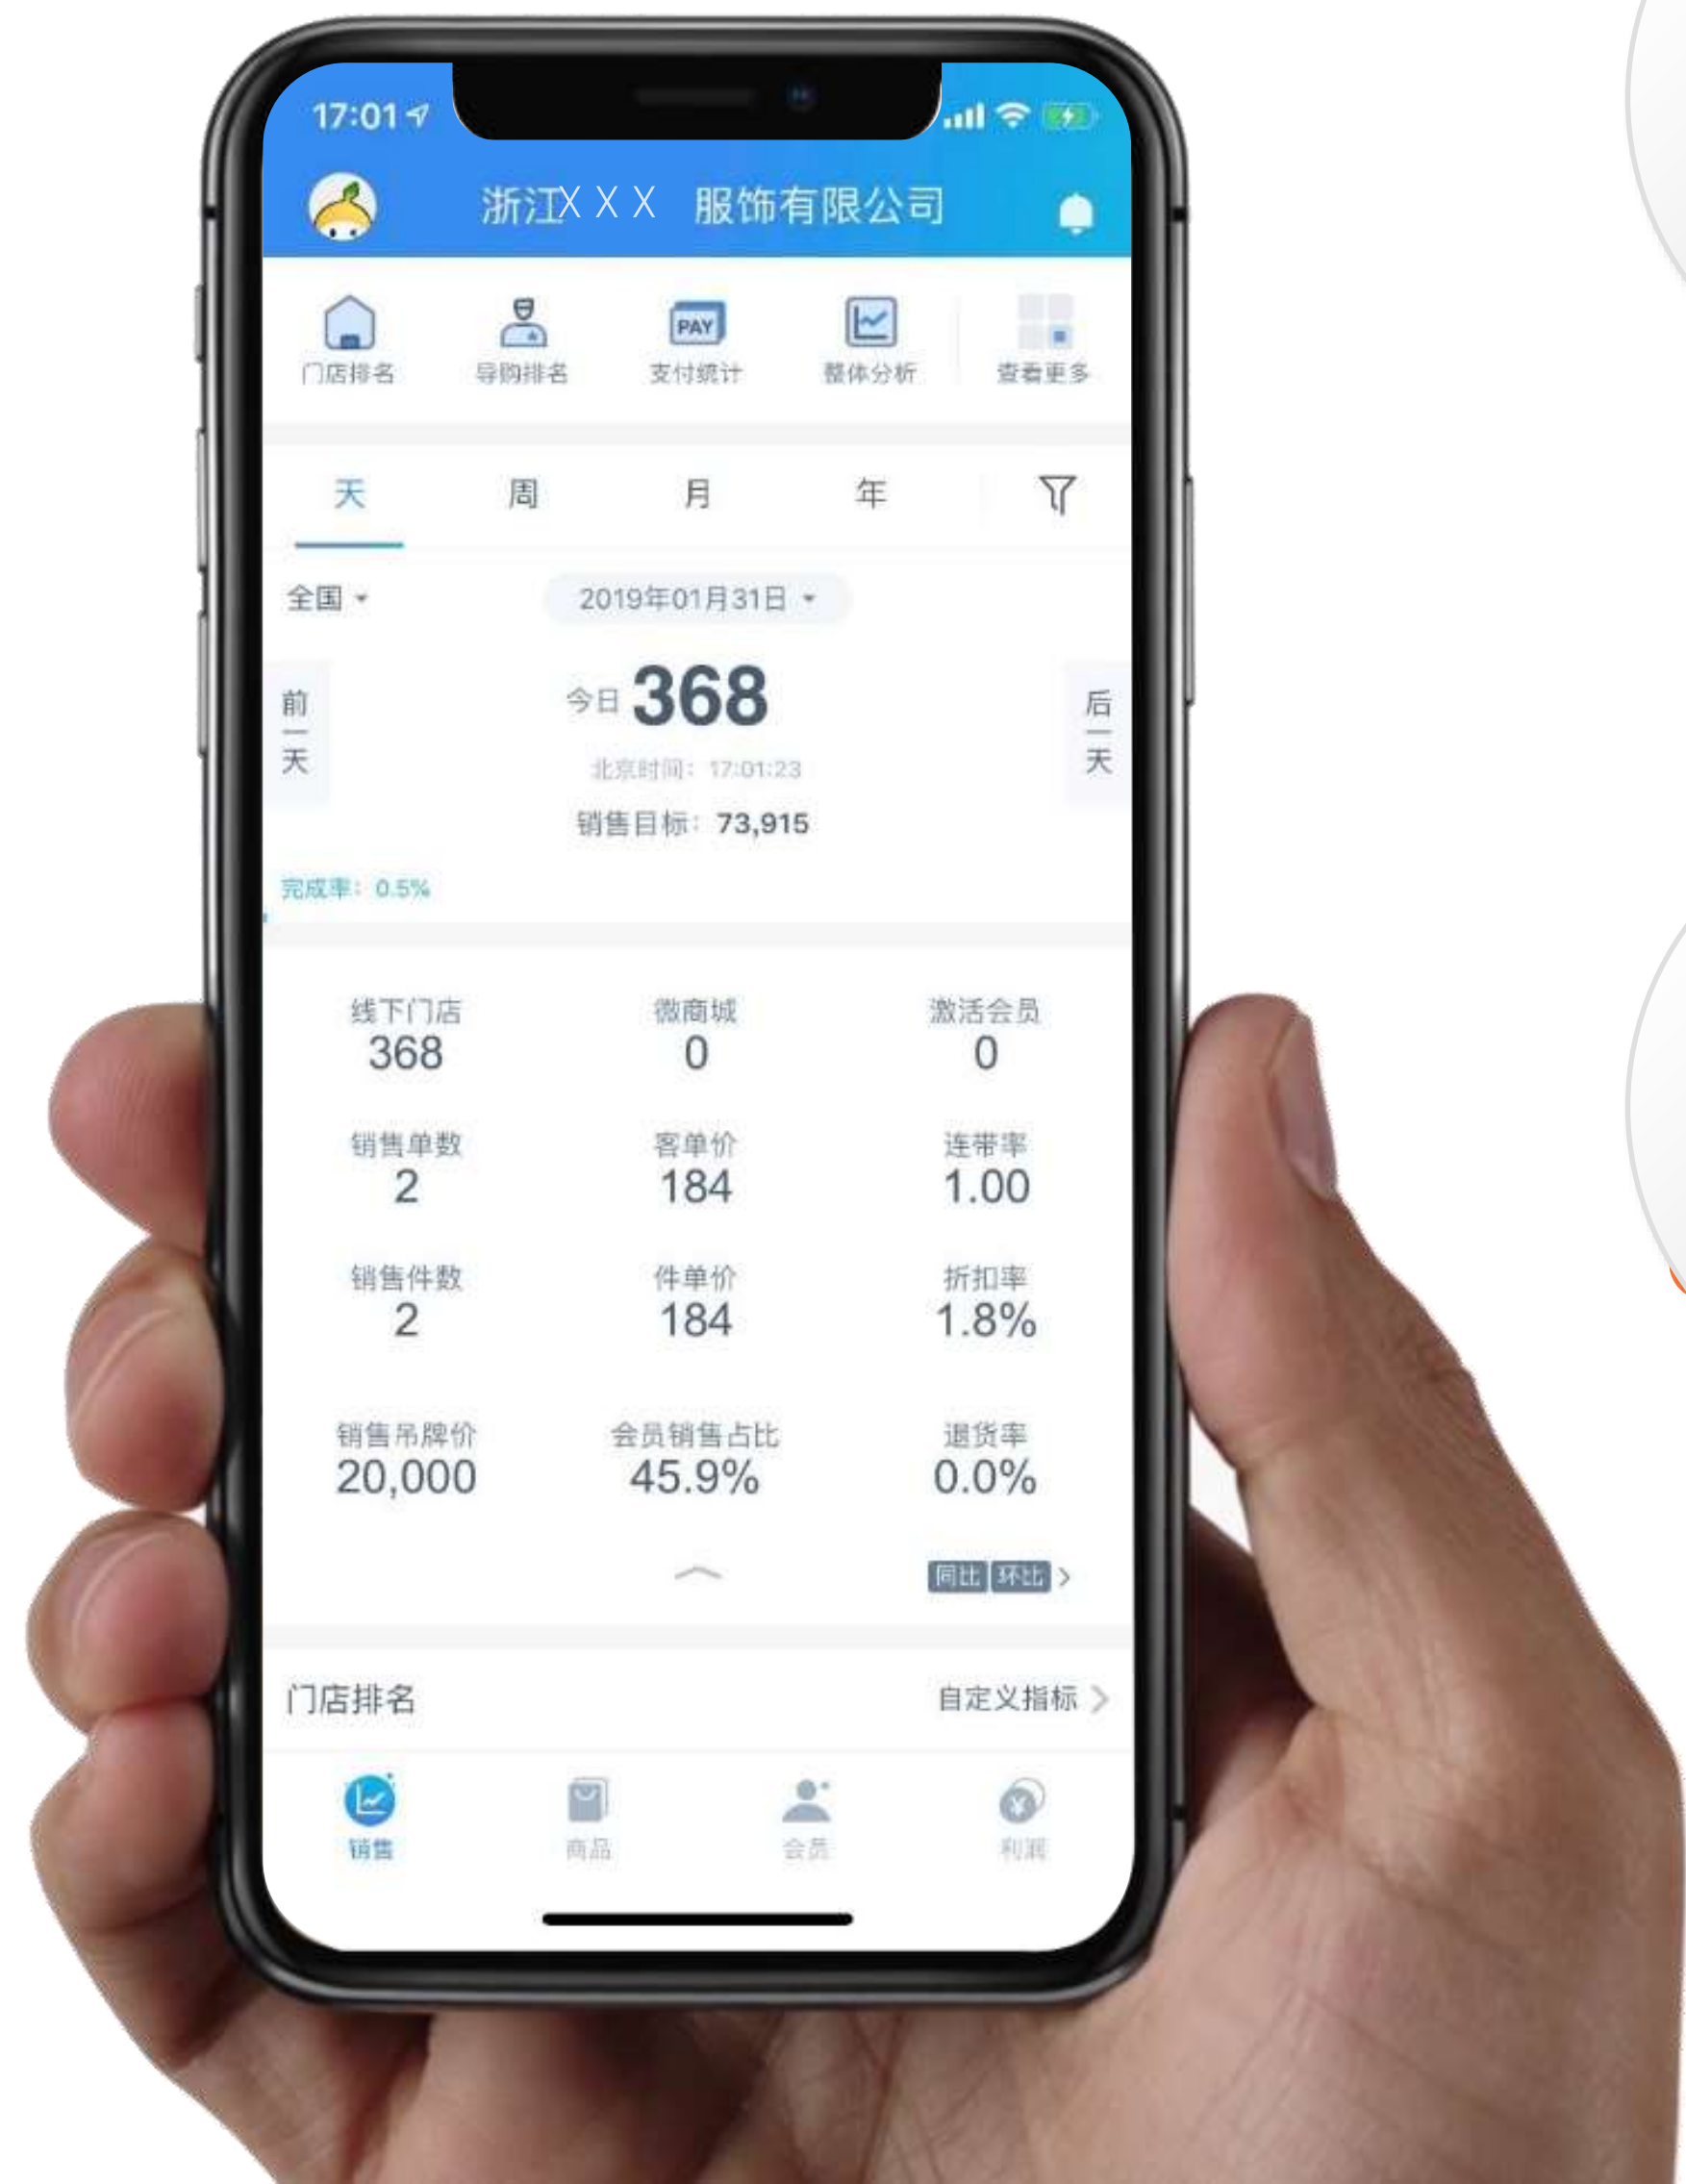 17:01
浙江X X X 服饰有限公司
PAY
门店排名 导购排名 支付统计 整体分析 查看更多
天 周 月 年
全国 2019年01月31日
前一天 今日 368 后一天
北京时间：17:01:23
销售目标：73,915
完成率：0.5%
线下门店 微商城 激活会员
368 0 0
销售单数 客单价 连带率
2 184 1.00
销售件数 件单价 折扣率
2 184 1.8%
销售吊牌价 会员销售占比 退货率
20,000 45.9% 0.0%
同比 环比
门店排名 自定义指标
¥
销售 商品 会员 利润